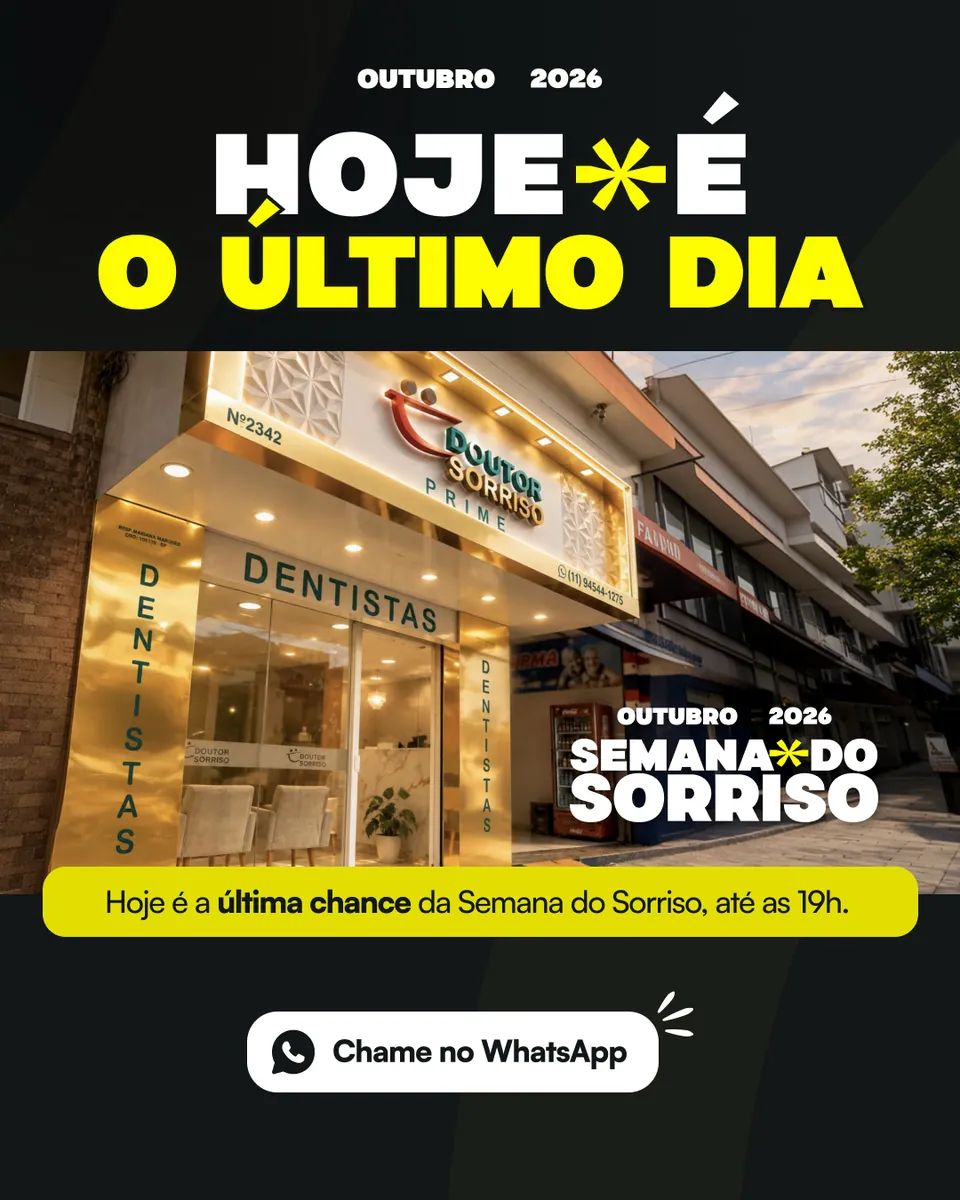 OUTUBRO 2026
HOJE*É
O ÚLTIMO DIA
Nº2342
DOUTOR
SORRISO
PRIME
(11) 94544-1275
DENTISTAS
DENTISTAS
DENTISTAS
DOUTOR
SORRISO
DOUTOR
SORRISO
OUTUBRO 2026
SEMANA*DO
SORRISO
Hoje é a última chance da Semana do Sorriso, até as 19h.
Chame no WhatsApp